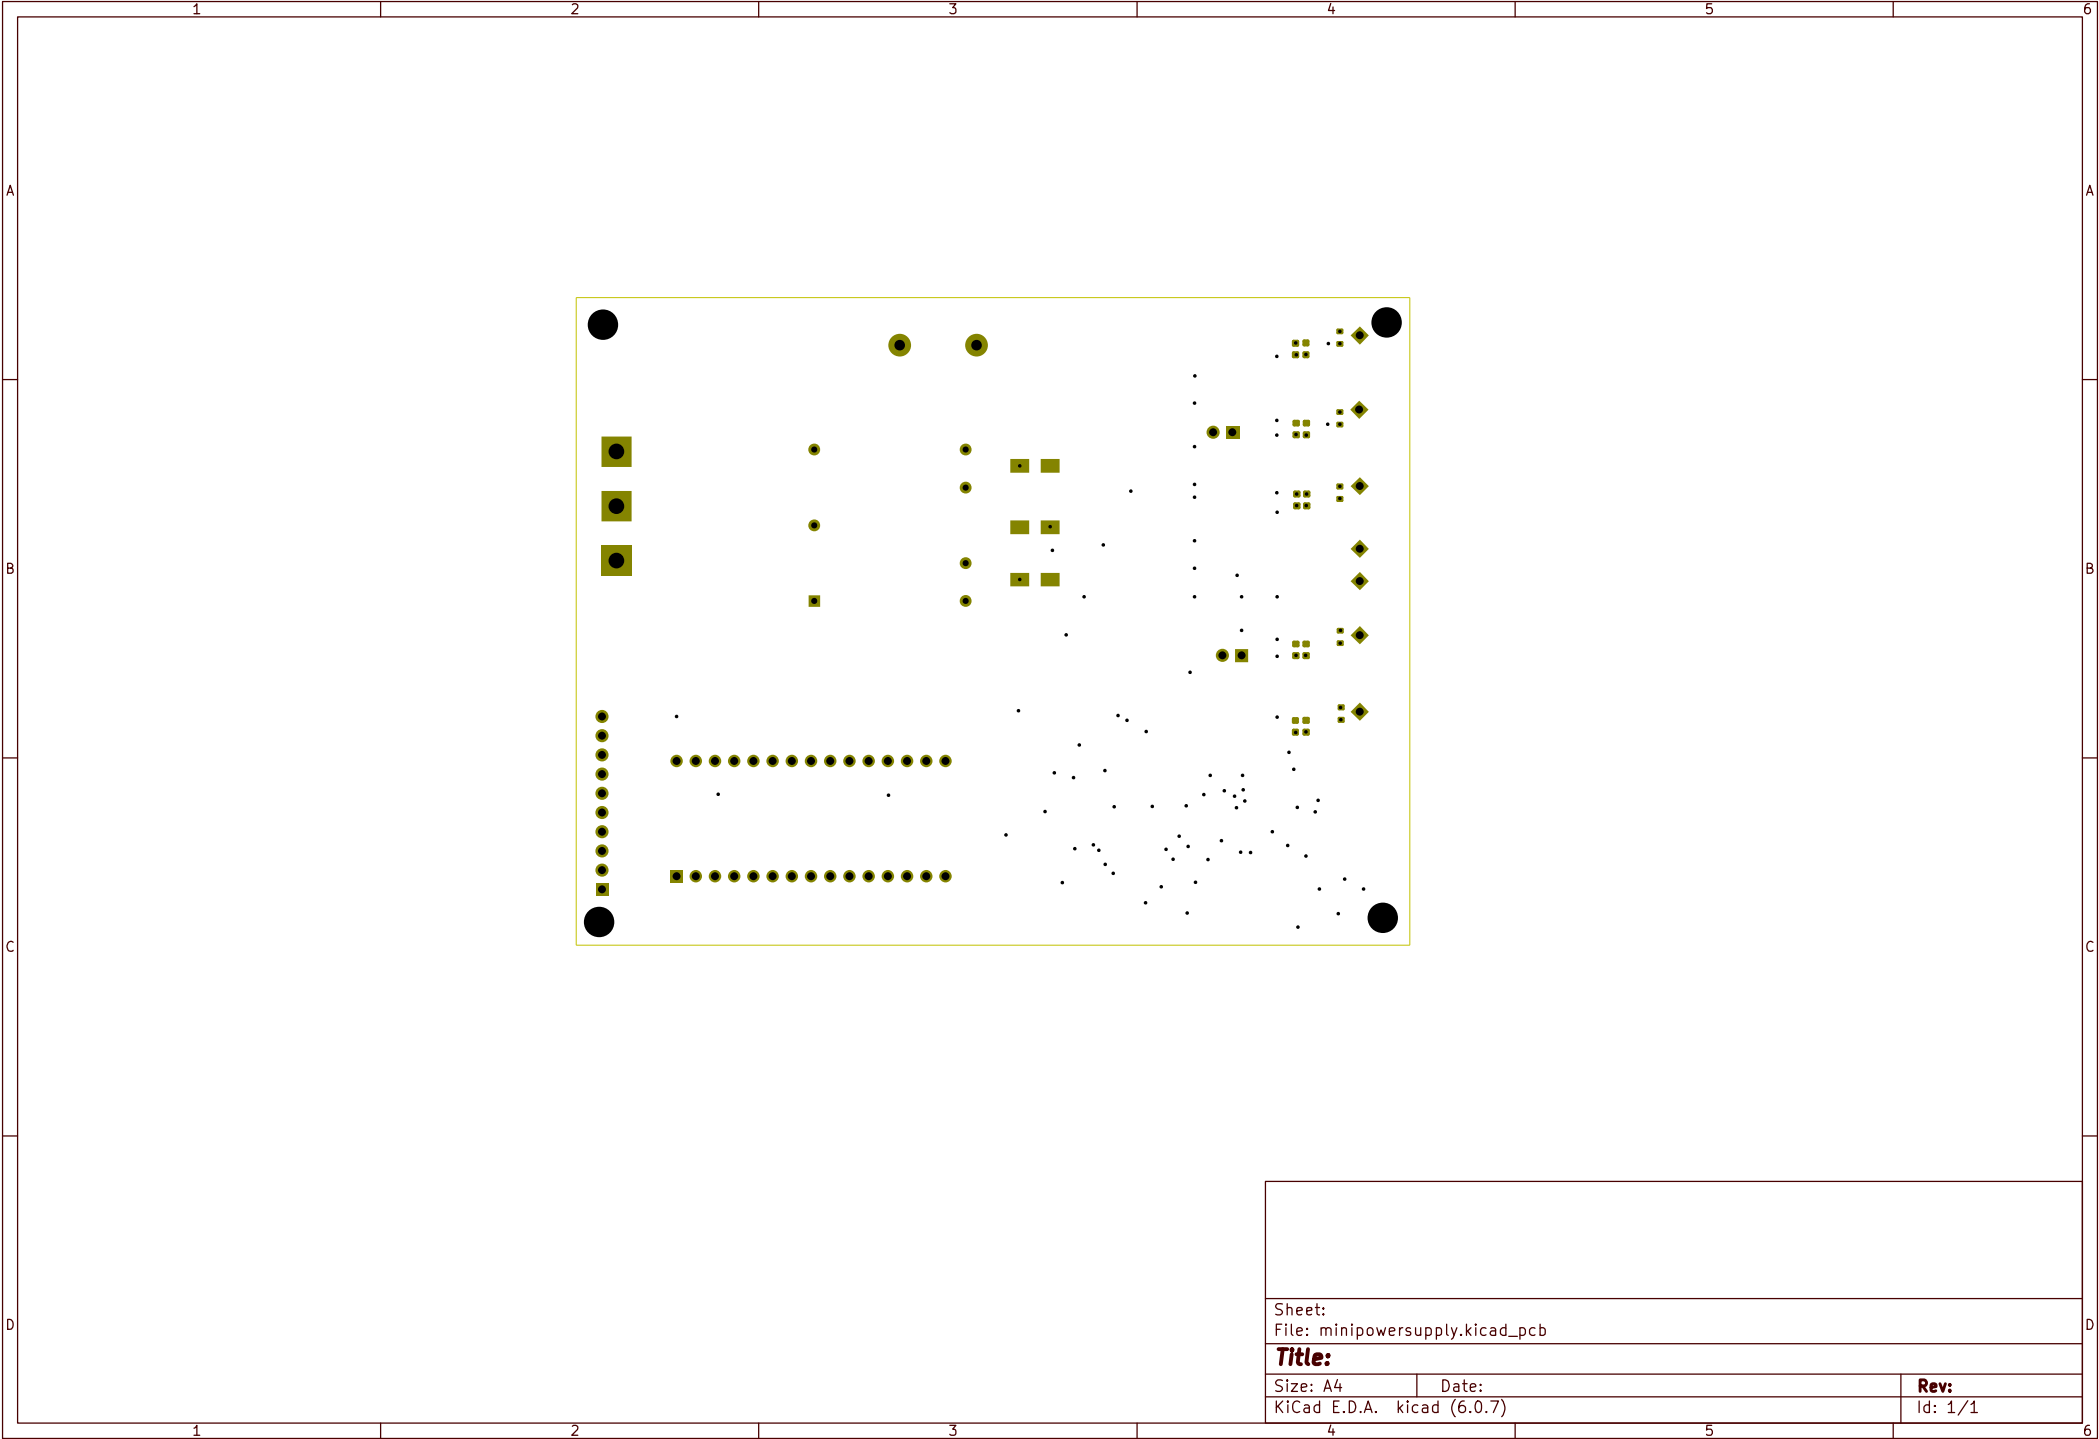 1 2 3 4 5 6
A A
B B
C C
D D
Sheet:
File: minipowersupply.kicad_pcb
Title:
Size: A4 Date: Rev:
KiCad E.D.A. kicad (6.0.7) Id: 1/1
1 2 3 4 5 6